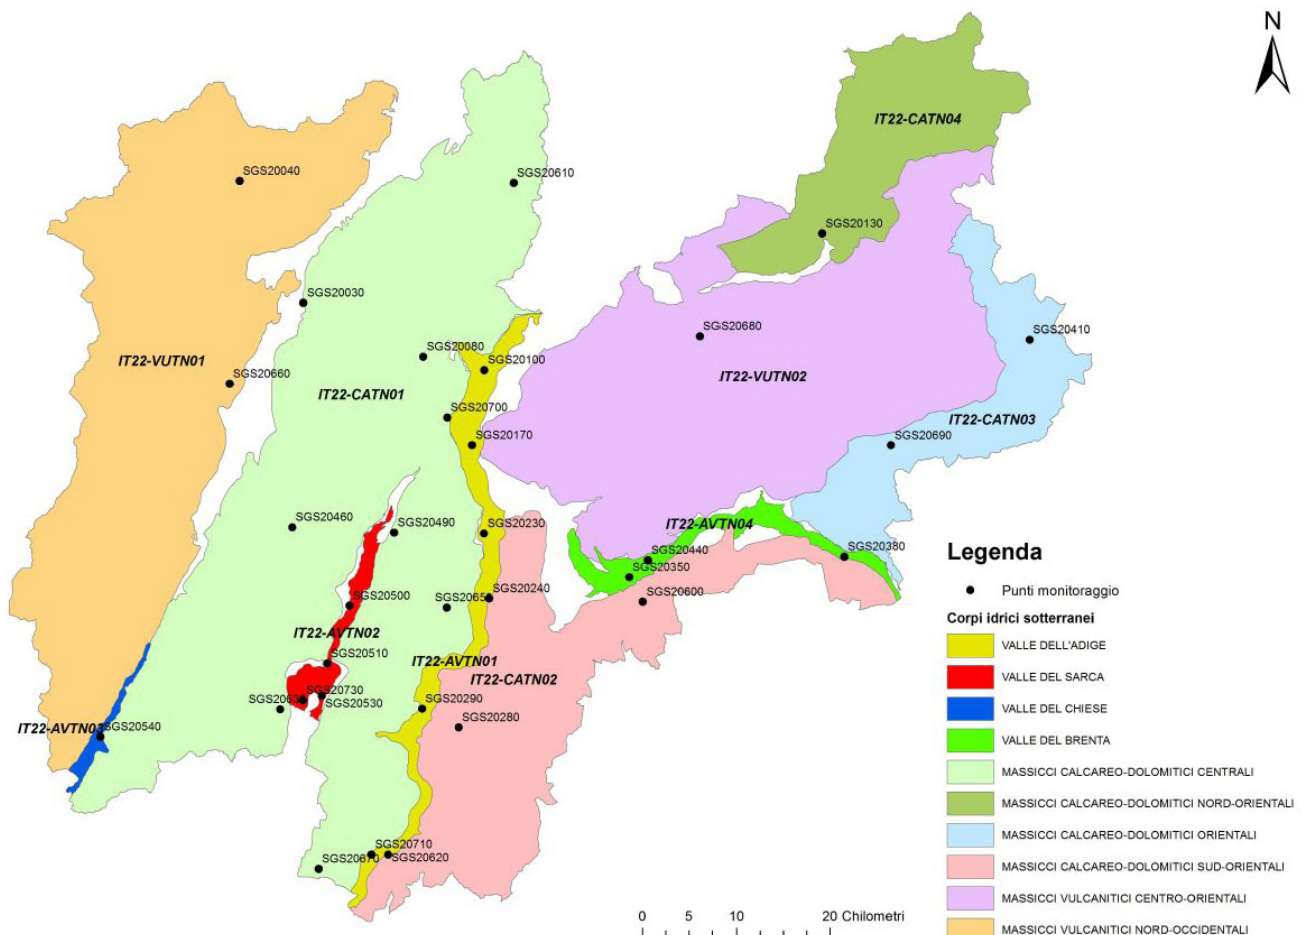 N
IT22-CATN04
SGS20040
SGS20610
SGS20130
SGS20030
SGS20680
SGS20410
SGS20080
SGS20100
IT22-VUTN01
IT22-VUTN02
SGS20660
IT22-CATN01
SGS20700
IT22-CATN03
SGS20170
SGS20690
SGS20460
SGS20490
SGS20230
IT22-AVTN04
SGS20440
SGS20380
SGS20350
SGS20500
SGS20240
SGS20600
IT22-AVTN02
SGS20510
IT22-AVTN01
IT22-CATN02
SGS20730
SGS20530
SGS20290
SGS20280
IT22-AVTN03
SGS20540
SGS20710
SGS20670
SGS20620
Legenda
Punti monitoraggio
Corpi idrici sotterranei
VALLE DELL'ADIGE
VALLE DEL SARCA
VALLE DEL CHIESE
VALLE DEL BRENTA
MASSICCI CALCAREO-DOLOMITICI CENTRALI
MASSICCI CALCAREO-DOLOMITICI NORD-ORIENTALI
MASSICCI CALCAREO-DOLOMITICI ORIENTALI
MASSICCI CALCAREO-DOLOMITICI SUD-ORIENTALI
MASSICCI VULCANITICI CENTRO-ORIENTALI
MASSICCI VULCANITICI NORD-OCCIDENTALI
0 5 10 20 Chilometri